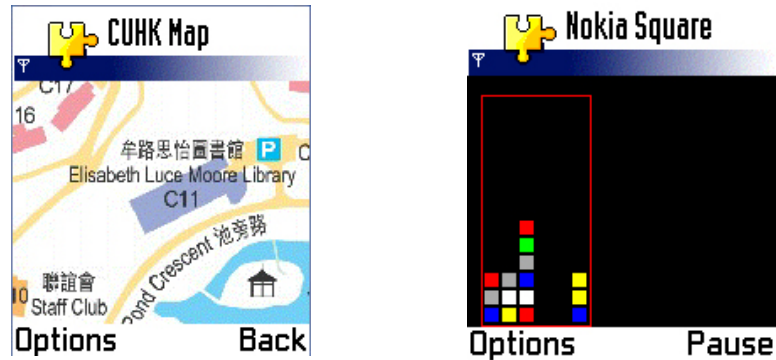 CUHK Map
C17
16
牟路思怡圖書館 P C
Elisabeth Luce Moore Library
C11
Pond Crescent 池旁路
聯誼會
10 Staff Club
Options Back
Nokia Square
Options Pause